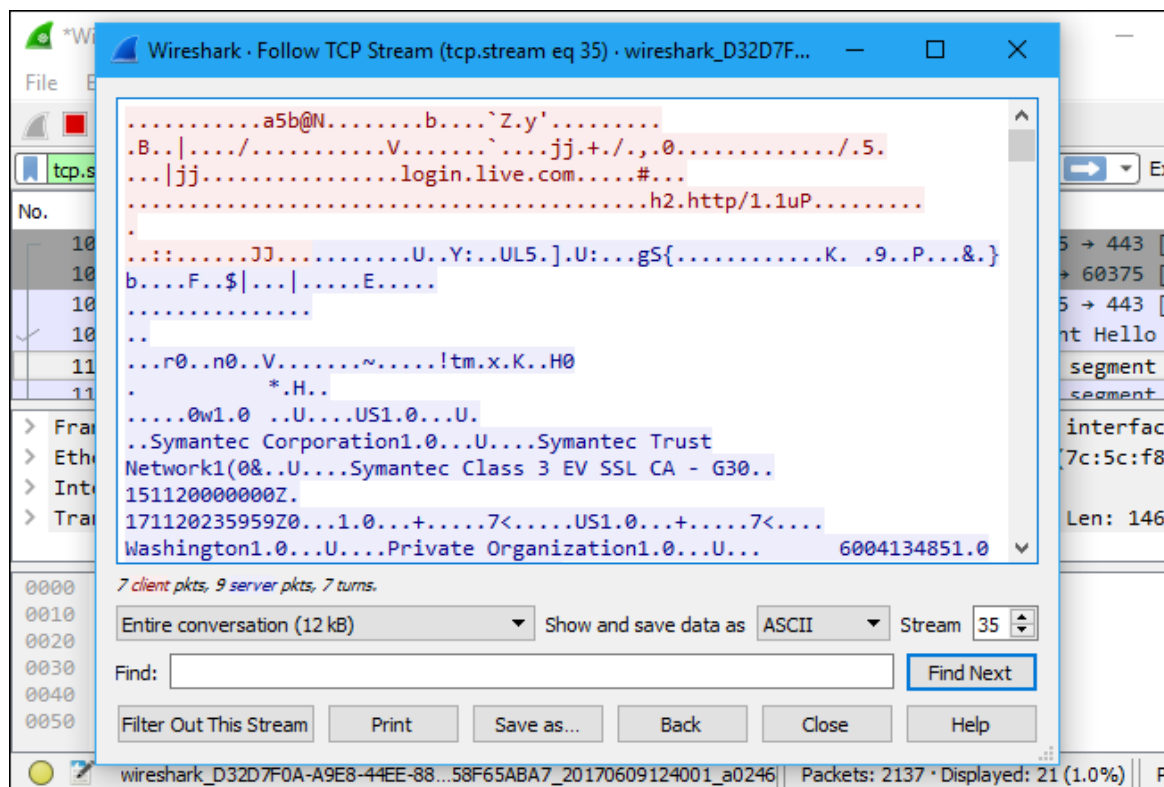 *Wi
Wireshark · Follow TCP Stream (tcp.stream eq 35) · wireshark_D32D7F...
File E
tcp.s
No.
...........a5b@N........b....`Z.y'.........
.B..|..../...........V.......`....jj.+./.,.0............./.5.
...|jj.................login.live.com.....#...
...........................................h2.http/1.1uP.........
.
..::......JJ...........U..Y:..UL5.].U:...gS{............K. .9..P...&.}
b....F..$|...|.....E.....
...............
..
...r0..n0..V.......~.....!tm.x.K..H0
. *.H..
.....0w1.0 ..U....US1.0...U.
..Symantec Corporation1.0...U....Symantec Trust
Network1(0&..U....Symantec Class 3 EV SSL CA - G30..
151120000000Z.
171120235959Z0...1.0...+.....7<.....US1.0...+.....7<....
Washington1.0...U....Private Organization1.0...U... 6004134851.0
10 5 → 443 [
10 → 60375 [
10 5 → 443 [
10 nt Hello
11 segment
11 segment
Fra interfac
Eth (7c:5c:f8
Inte
Tran Len: 146
0000
0010
0020
0030
0040
0050
7 client pkts, 9 server pkts, 7 turns.
Entire conversation (12 kB) Show and save data as ASCII Stream 35
Find: Find Next
Filter Out This Stream Print Save as... Back Close Help
wireshark_D32D7F0A-A9E8-44EE-88...58F65ABA7_20170609124001_a0246 Packets: 2137 · Displayed: 21 (1.0%)